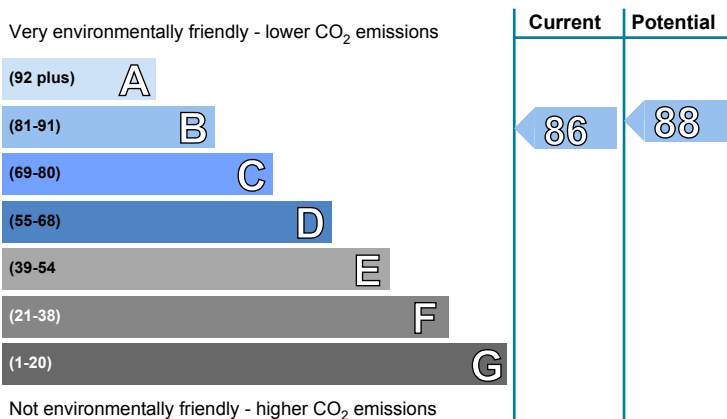 Very environmentally friendly - lower CO2 emissions
Current
Potential
(92 plus) A
(81-91) B
86
88
(69-80) C
(55-68) D
(39-54 E
(21-38) F
(1-20) G
Not environmentally friendly - higher CO2 emissions